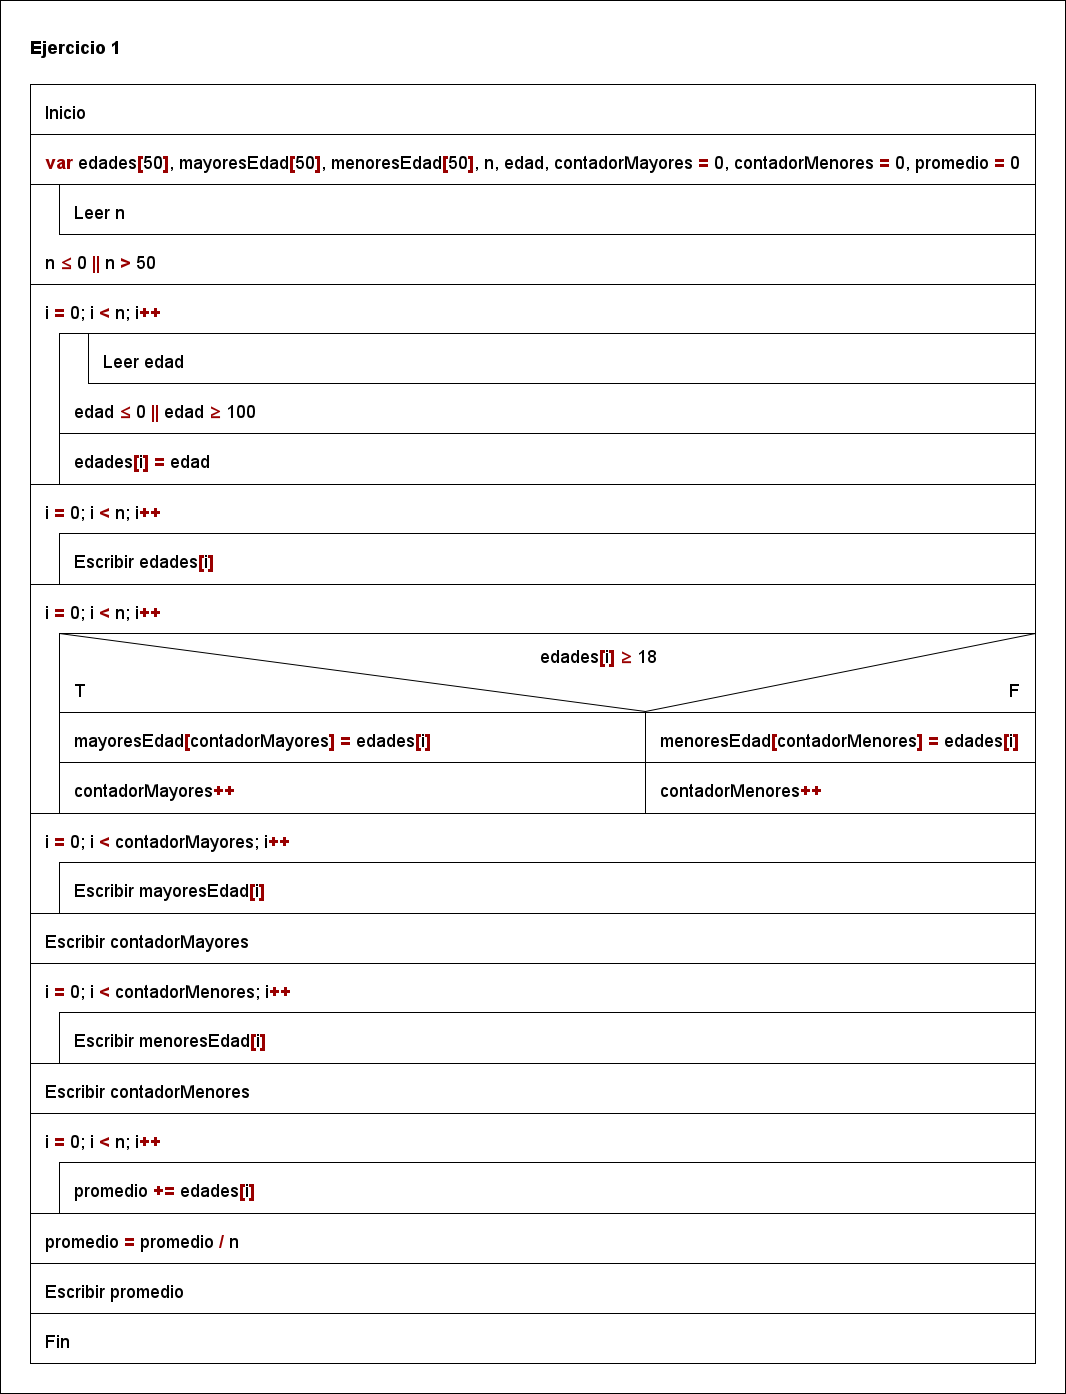 Ejercicio 1
Inicio
var edades[50], mayoresEdad[50], menoresEdad[50], n, edad, contadorMayores = 0, contadorMenores = 0, promedio = 0
Leer n
n ≤ 0 || n > 50
i = 0; i < n; i++
Leer edad
edad ≤ 0 || edad ≥ 100
edades[i] = edad
i = 0; i < n; i++
Escribir edades[i]
i = 0; i < n; i++
edades[i] ≥ 18
T F
mayoresEdad[contadorMayores] = edades[i] menoresEdad[contadorMenores] = edades[i]
contadorMayores++ contadorMenores++
i = 0; i < contadorMayores; i++
Escribir mayoresEdad[i]
Escribir contadorMayores
i = 0; i < contadorMenores; i++
Escribir menoresEdad[i]
Escribir contadorMenores
i = 0; i < n; i++
promedio += edades[i]
promedio = promedio / n
Escribir promedio
Fin